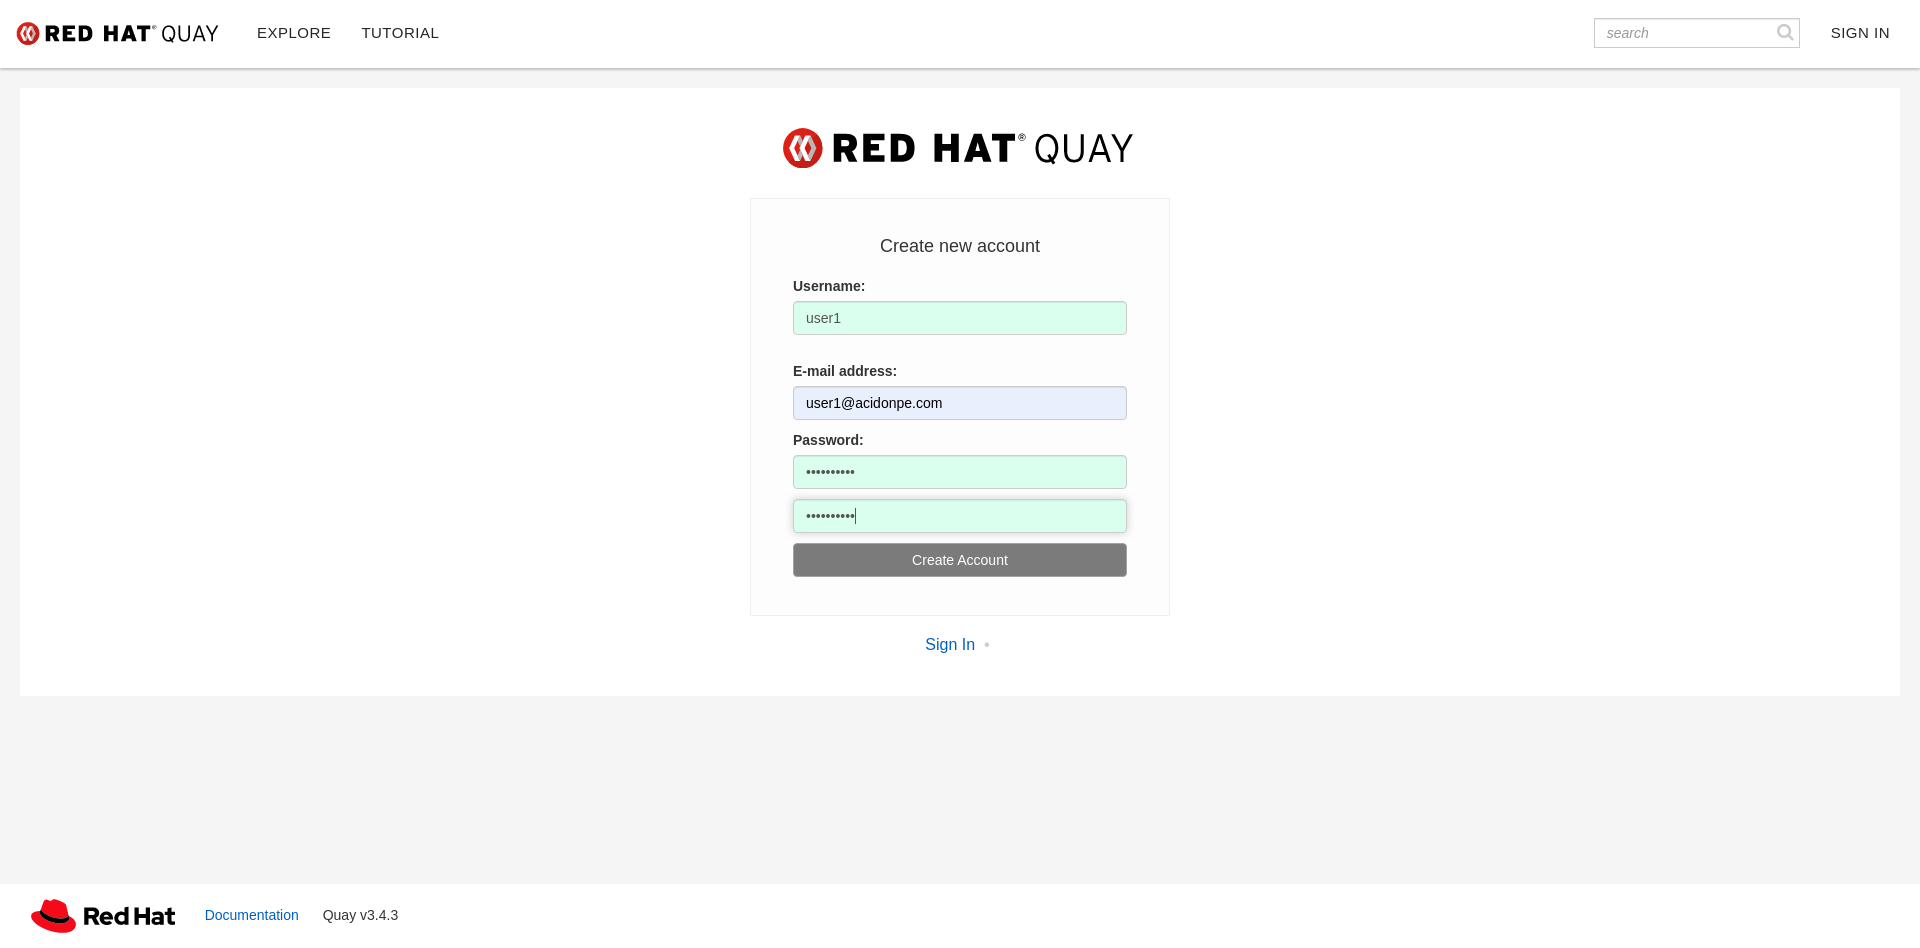 RED HAT® QUAY
EXPLORE
TUTORIAL
search
SIGN IN
RED HAT® QUAY
Create new account
Username:
user1
E-mail address:
user1@acidonpe.com
Password:
••••••••••
••••••••••
Create Account
Sign In •
Red Hat
Documentation
Quay v3.4.3